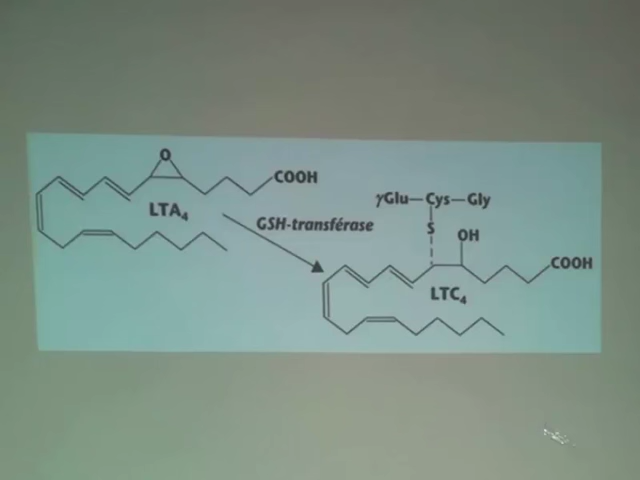 O
COOH
LTA4
GSH-transférase
γGlu—Cys—Gly
S
OH
COOH
LTC4